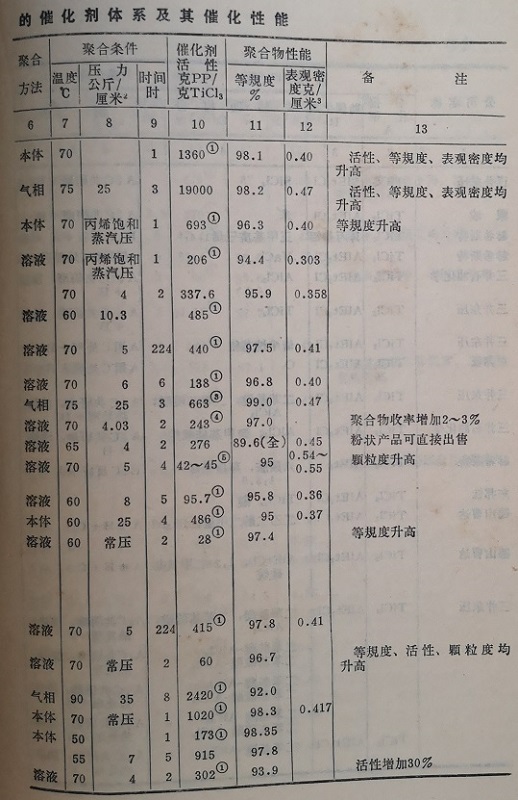 的催化剂体系及其催化性能
聚合方法 聚合条件 催化剂活性克PP/克TiCl₃ 聚合物性能 备 注
温度℃ 压力公斤/厘米² 时间时 等规度% 表观密度克/厘米³
6 7 8 9 10 11 12 13
本体 70 1 1360① 98.1 0.40 活性、等规度、表观密度均升高
气相 75 25 3 19000 98.2 0.47 活性、等规度、表观密度均升高
本体 70 丙烯饱和蒸汽压 1 693① 96.3 0.40 等规度升高
溶液 70 丙烯饱和蒸汽压 1 206① 94.4 0.303
70 4 2 337.6 95.9 0.358
溶液 60 10.3 485①
溶液 70 5 224 440① 97.5 0.41
溶液 70 6 6 138① 96.8 0.40
气相 75 25 3 663 99.0 0.47
溶液 70 4.03 2 243④ 97.0 聚合物收率增加2~3%
溶液 65 4 2 276 89.6(全) 0.45 粉状产品可直接出售
溶液 70 5 4 42~45 95 0.54~0.55 颗粒度升高
溶液 60 8 5 95.7① 95.8 0.36
本体 60 25 4 486① 95 0.37
溶液 60 常压 2 28① 97.4 等规度升高
溶液 70 5 224 415① 97.8 0.41
溶液 70 常压 2 60 96.7 等规度、活性、颗粒度均升高
气相 90 35 8 2420① 92.0
本体 70 常压 1 1020① 98.3 0.417
本体 50 1 173① 98.35
55 7 5 915 97.8
溶液 70 4 2 302① 93.9 活性增加30%